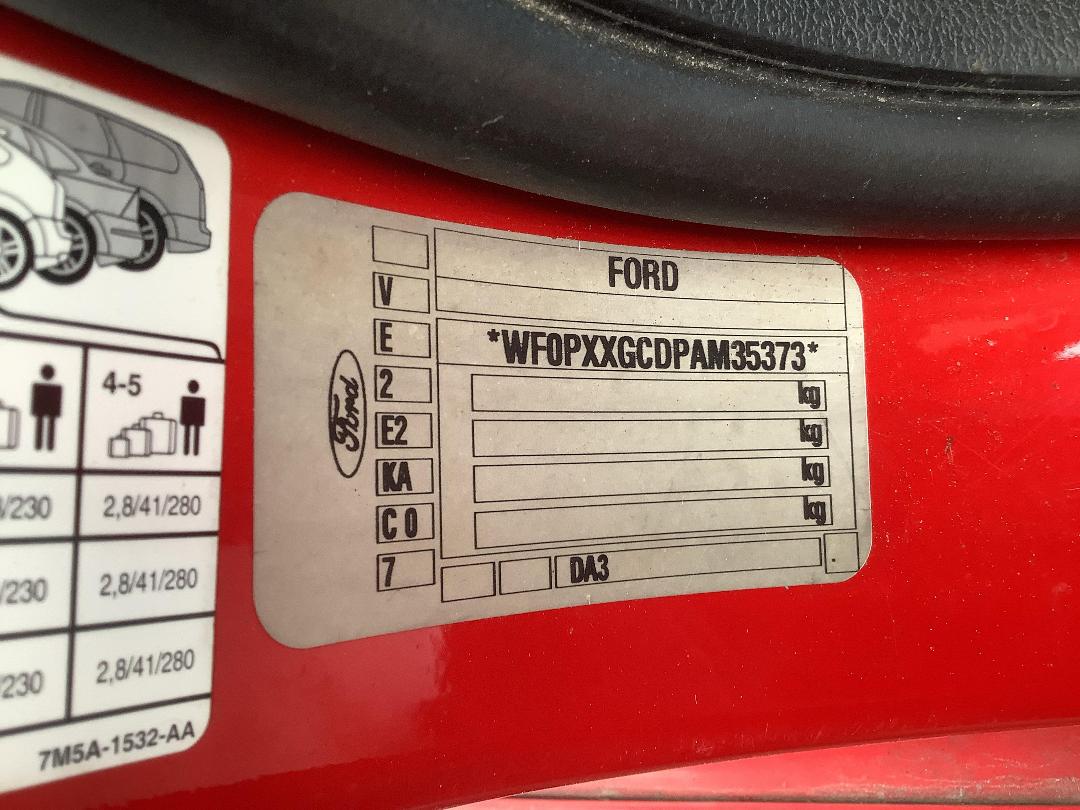 4-5
/230
2,8/41/280
/230
2,8/41/280
/230
2,8/41/280
7M5A-1532-AA
Ford
V
E
2
E2
KA
C 0
7
FORD
*WF0PXXGCDPAM35373*
kg
kg
kg
kg
DA3